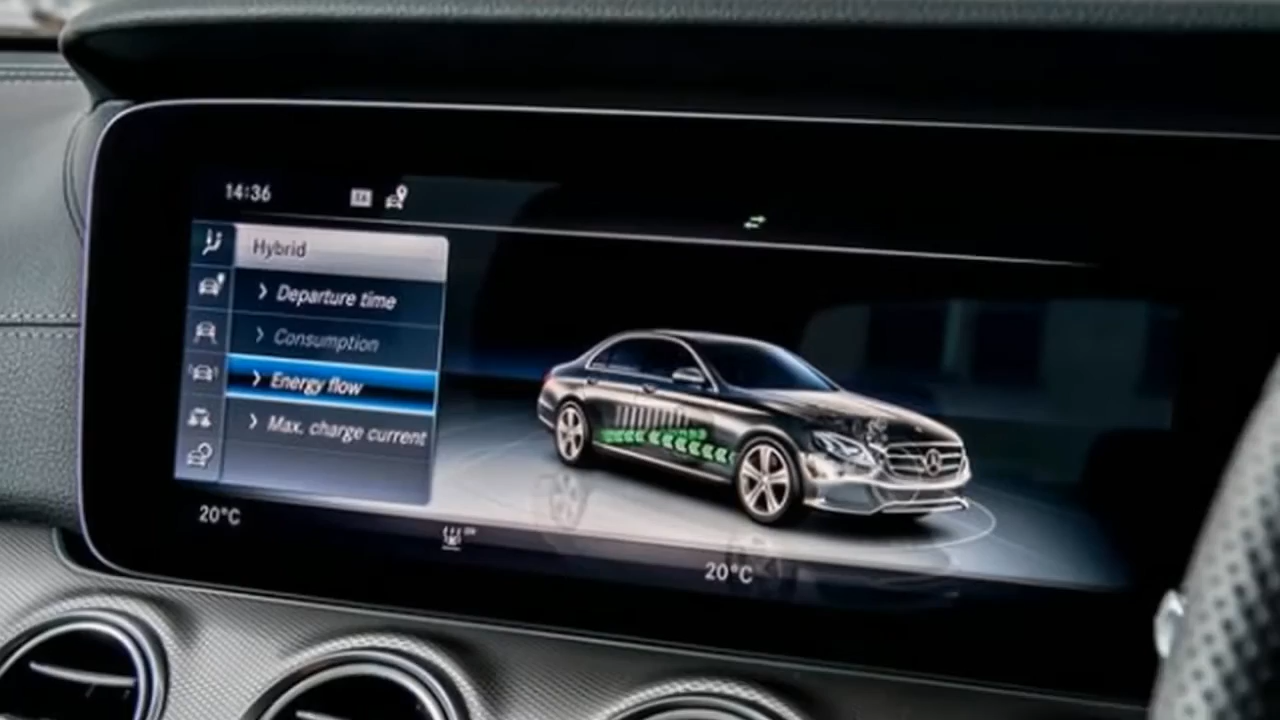 14:36
Hybrid
Departure time
Consumption
Energy flow
Max. charge current
20°C
20°C